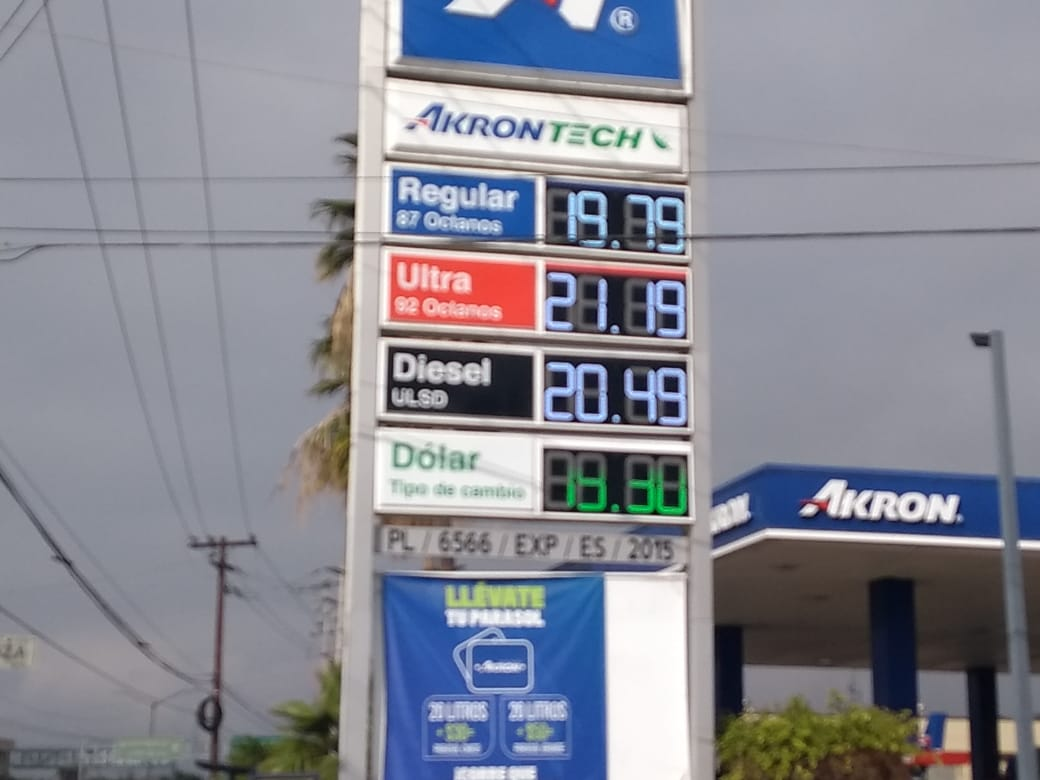 ®
AKRONTECH
Regular
87 Octanos
19.79
Ultra
92 Octanos
21.19
Diesel
ULSD
20.49
Dólar
Tipo de cambio
19.30
AKRON
PL / 6566 / EXP / ES / 2015
LLÉVATE
TU PARASOL
AKRON
20 LITROS
20 LITROS